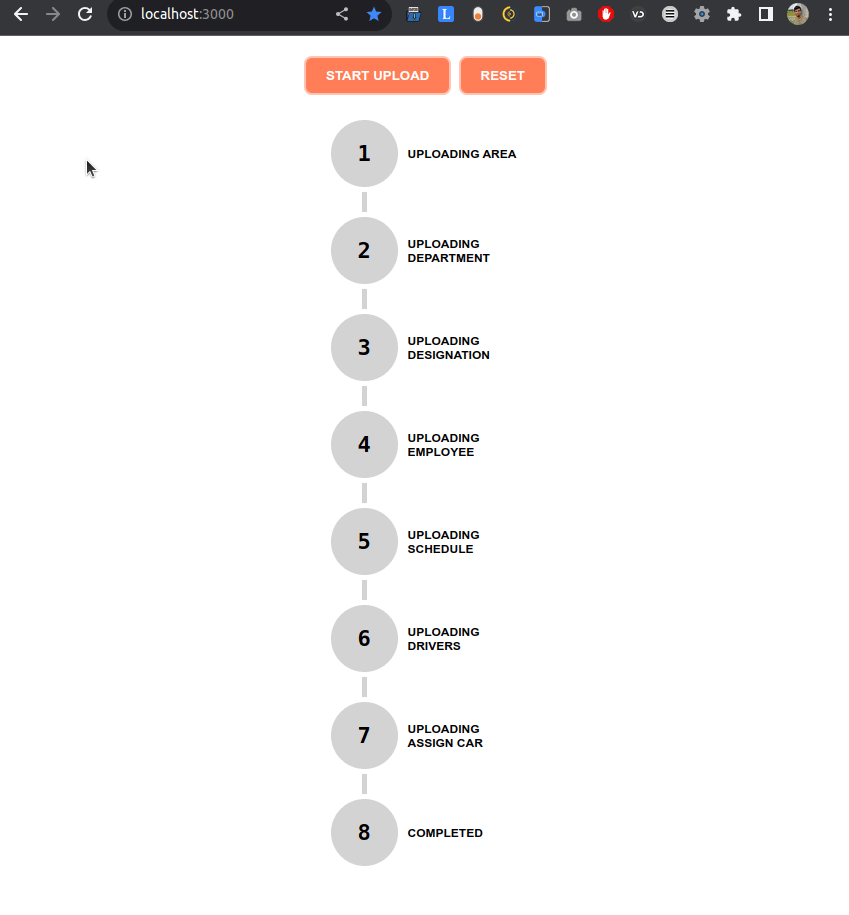 localhost:3000
START UPLOAD
RESET
1
UPLOADING AREA
2
UPLOADING
DEPARTMENT
3
UPLOADING
DESIGNATION
4
UPLOADING
EMPLOYEE
5
UPLOADING
SCHEDULE
6
UPLOADING
DRIVERS
7
UPLOADING
ASSIGN CAR
8
COMPLETED